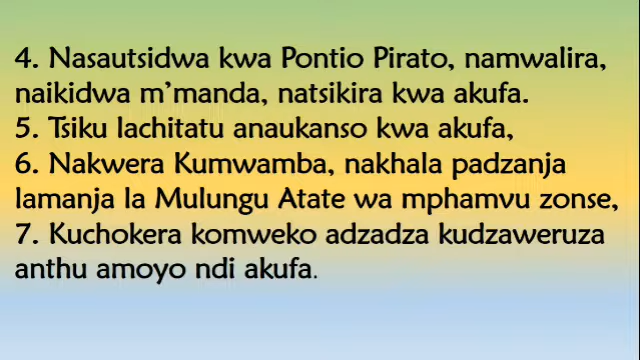 4. Nasautsidwa kwa Pontio Pirato, namwalira,
naikidwa m'manda, natsikira kwa akufa.
5. Tsiku lachitatu anaukanso kwa akufa,
6. Nakwera Kumwamba, nakhala padzanja
lamanja la Mulungu Atate wa mphamvu zonse,
7. Kuchokera komweko adzadza kudzaweruza
anthu amoyo ndi akufa.